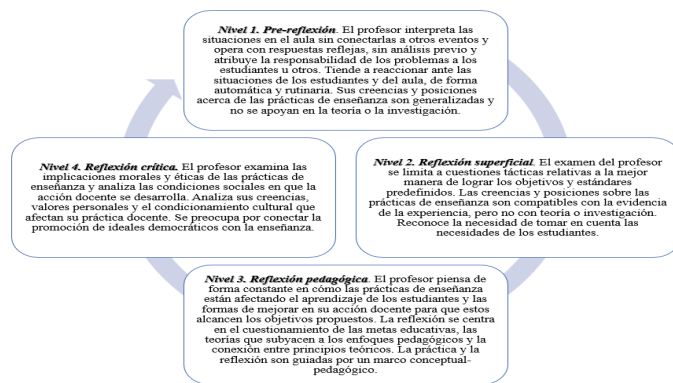 Nivel 1. Pre-reflexión. El profesor interpreta las
situaciones en el aula sin conectarlas a otros eventos y
opera con respuestas reflejas, sin análisis previo y
atribuye la responsabilidad de los problemas a los
estudiantes u otros. Tiende a reaccionar ante las
situaciones de los estudiantes y del aula, de forma
automática y rutinaria. Sus creencias y posiciones
acerca de las prácticas de enseñanza son generalizadas y
no se apoyan en la teoría o la investigación.
Nivel 2. Reflexión superficial. El examen del profesor
se limita a cuestiones tácticas relativas a la mejor
manera de lograr los objetivos y estándares
predefinidos. Las creencias y posiciones sobre las
prácticas de enseñanza son compatibles con la evidencia
de la experiencia, pero no con teoría o investigación.
Reconoce la necesidad de tomar en cuenta las
necesidades de los estudiantes.
Nivel 3. Reflexión pedagógica. El profesor piensa de
forma constante en cómo las prácticas de enseñanza
están afectando el aprendizaje de los estudiantes y las
formas de mejorar en su acción docente para que estos
alcancen los objetivos propuestos. La reflexión se centra
en el cuestionamiento de las metas educativas, las
teorías que subyacen a los enfoques pedagógicos y la
conexión entre principios teóricos. La práctica y la
reflexión son guiadas por un marco conceptual-
pedagógico.
Nivel 4. Reflexión crítica. El profesor examina las
implicaciones morales y éticas de las prácticas de
enseñanza y analiza las condiciones sociales en que la
acción docente se desarrolla. Analiza sus creencias,
valores personales y el condicionamiento cultural que
afectan su práctica docente. Se preocupa por conectar la
promoción de ideales democráticos con la enseñanza.